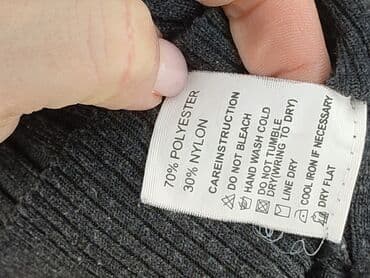 70% POLYESTER
30% NYLON
CAREINSTRUCTION
DO NOT BLEACH
HAND WASH COLD
DO NOT TUMBLE
DRY(WRING TO DRY)
LINE DRY
COOL IRON IF NECESSARY
DRY FLAT